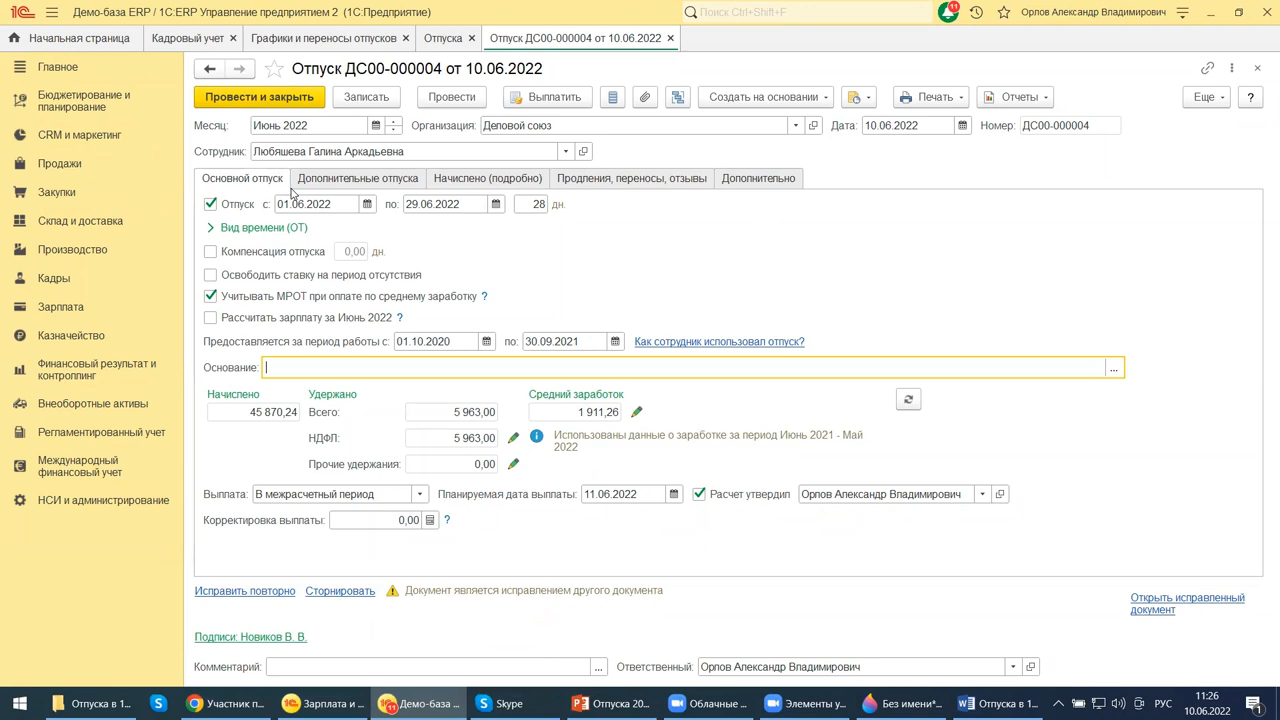 Демо-база ERP / 1С:ERP Управление предприятием 2 (1С:Предприятие)
Поиск Ctrl+Shift+F
11
Орлов Александр Владимирович
Начальная страница
Кадровый учет ×
Графики и переносы отпусков ×
Отпуска ×
Отпуск ДС00-000004 от 10.06.2022 ×
Главное
Бюджетирование и
планирование
CRM и маркетинг
Продажи
Закупки
Склад и доставка
Производство
Кадры
Зарплата
Казначейство
Финансовый результат и
контроллинг
Внеоборотные активы
Регламентированный учет
Международный
финансовый учет
НСИ и администрирование
Отпуск ДС00-000004 от 10.06.2022
Провести и закрыть
Записать
Провести
Выплатить
Создать на основании
Печать
Отчеты
Еще
?
Месяц: Июнь 2022
Организация: Деловой союз
Дата: 10.06.2022
Номер: ДС00-000004
Сотрудник: Любяшева Галина Аркадьевна
Основной отпуск
Дополнительные отпуска
Начислено (подробно)
Продления, переносы, отзывы
Дополнительно
Отпуск с: 01.06.2022 по: 29.06.2022 28 дн.
Вид времени (ОТ)
Компенсация отпуска 0,00 дн.
Освободить ставку на период отсутствия
Учитывать МРОТ при оплате по среднему заработку ?
Рассчитать зарплату за Июнь 2022 ?
Предоставляется за период работы с: 01.10.2020 по: 30.09.2021 Как сотрудник использовал отпуск?
Основание: ...
Начислено Удержано Средний заработок
45 870,24 Всего: 5 963,00 1 911,26
НДФЛ: 5 963,00
Использованы данные о заработке за период Июнь 2021 - Май
2022
Прочие удержания: 0,00
Выплата: В межрасчетный период Планируемая дата выплаты: 11.06.2022 Расчет утвердил Орлов Александр Владимирович
Корректировка выплаты: 0,00 ?
Исправить повторно Сторнировать Документ является исправлением другого документа
Открыть исправленный
документ
Подписи: Новиков В. В.
Комментарий: ... Ответственный: Орлов Александр Владимирович
Отпуска в 1...
Участник п...
Зарплата и ...
11
Демо-база ...
Skype
Отпуска 20...
Облачные ...
Элементы у...
Без имени*...
Отпуска в 1...
РУС
11:26
10.06.2022
1